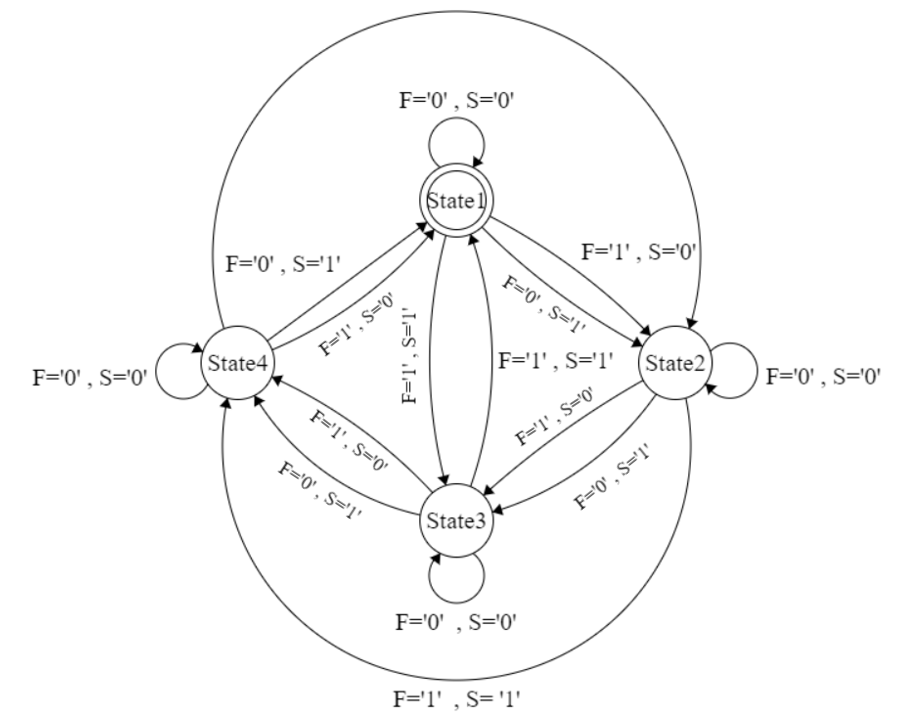 F='0' , S='0'
State1
F='0' , S='1'
F='1' , S='0'
F='1' , S='0'
F='0' , S='1'
F='1' , S='1'
F='1' , S='1'
State4
State2
F='0' , S='0'
F='0' , S='0'
F='1' , S='0'
F='1' , S='0'
F='0' , S='1'
F='0' , S='1'
State3
F='0' , S='0'
F='1' , S= '1'